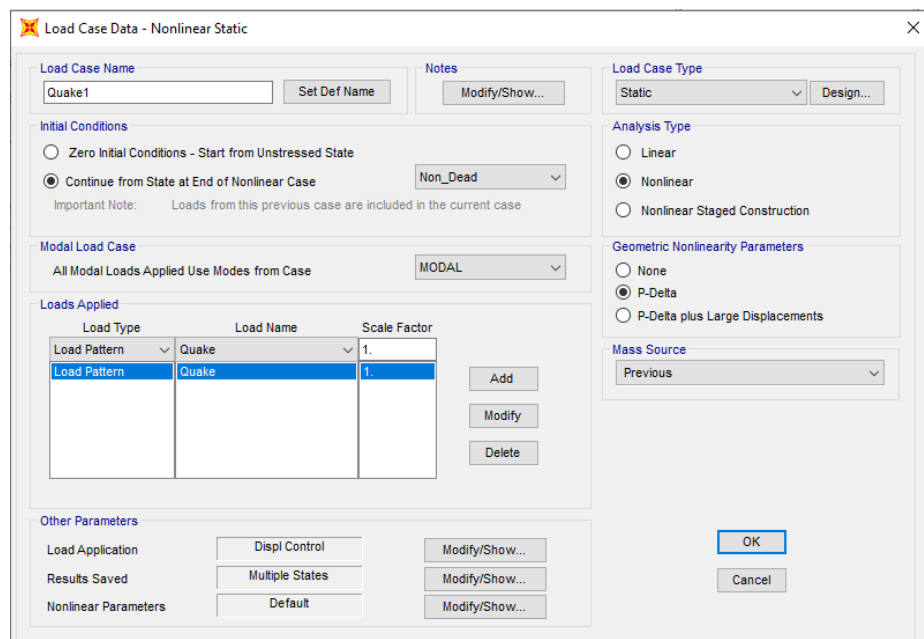 Load Case Data - Nonlinear Static
Load Case Name
Quake1
Set Def Name
Notes
Modify/Show...
Load Case Type
Static
Design...
Initial Conditions
Zero Initial Conditions - Start from Unstressed State
Continue from State at End of Nonlinear Case
Non_Dead
Important Note: Loads from this previous case are included in the current case
Analysis Type
Linear
Nonlinear
Nonlinear Staged Construction
Modal Load Case
All Modal Loads Applied Use Modes from Case
MODAL
Geometric Nonlinearity Parameters
None
P-Delta
P-Delta plus Large Displacements
Loads Applied
Load Type Load Name Scale Factor
Load Pattern Quake 1.
Load Pattern Quake 1.
Add
Modify
Delete
Mass Source
Previous
Other Parameters
Load Application Displ Control Modify/Show...
Results Saved Multiple States Modify/Show...
Nonlinear Parameters Default Modify/Show...
OK
Cancel